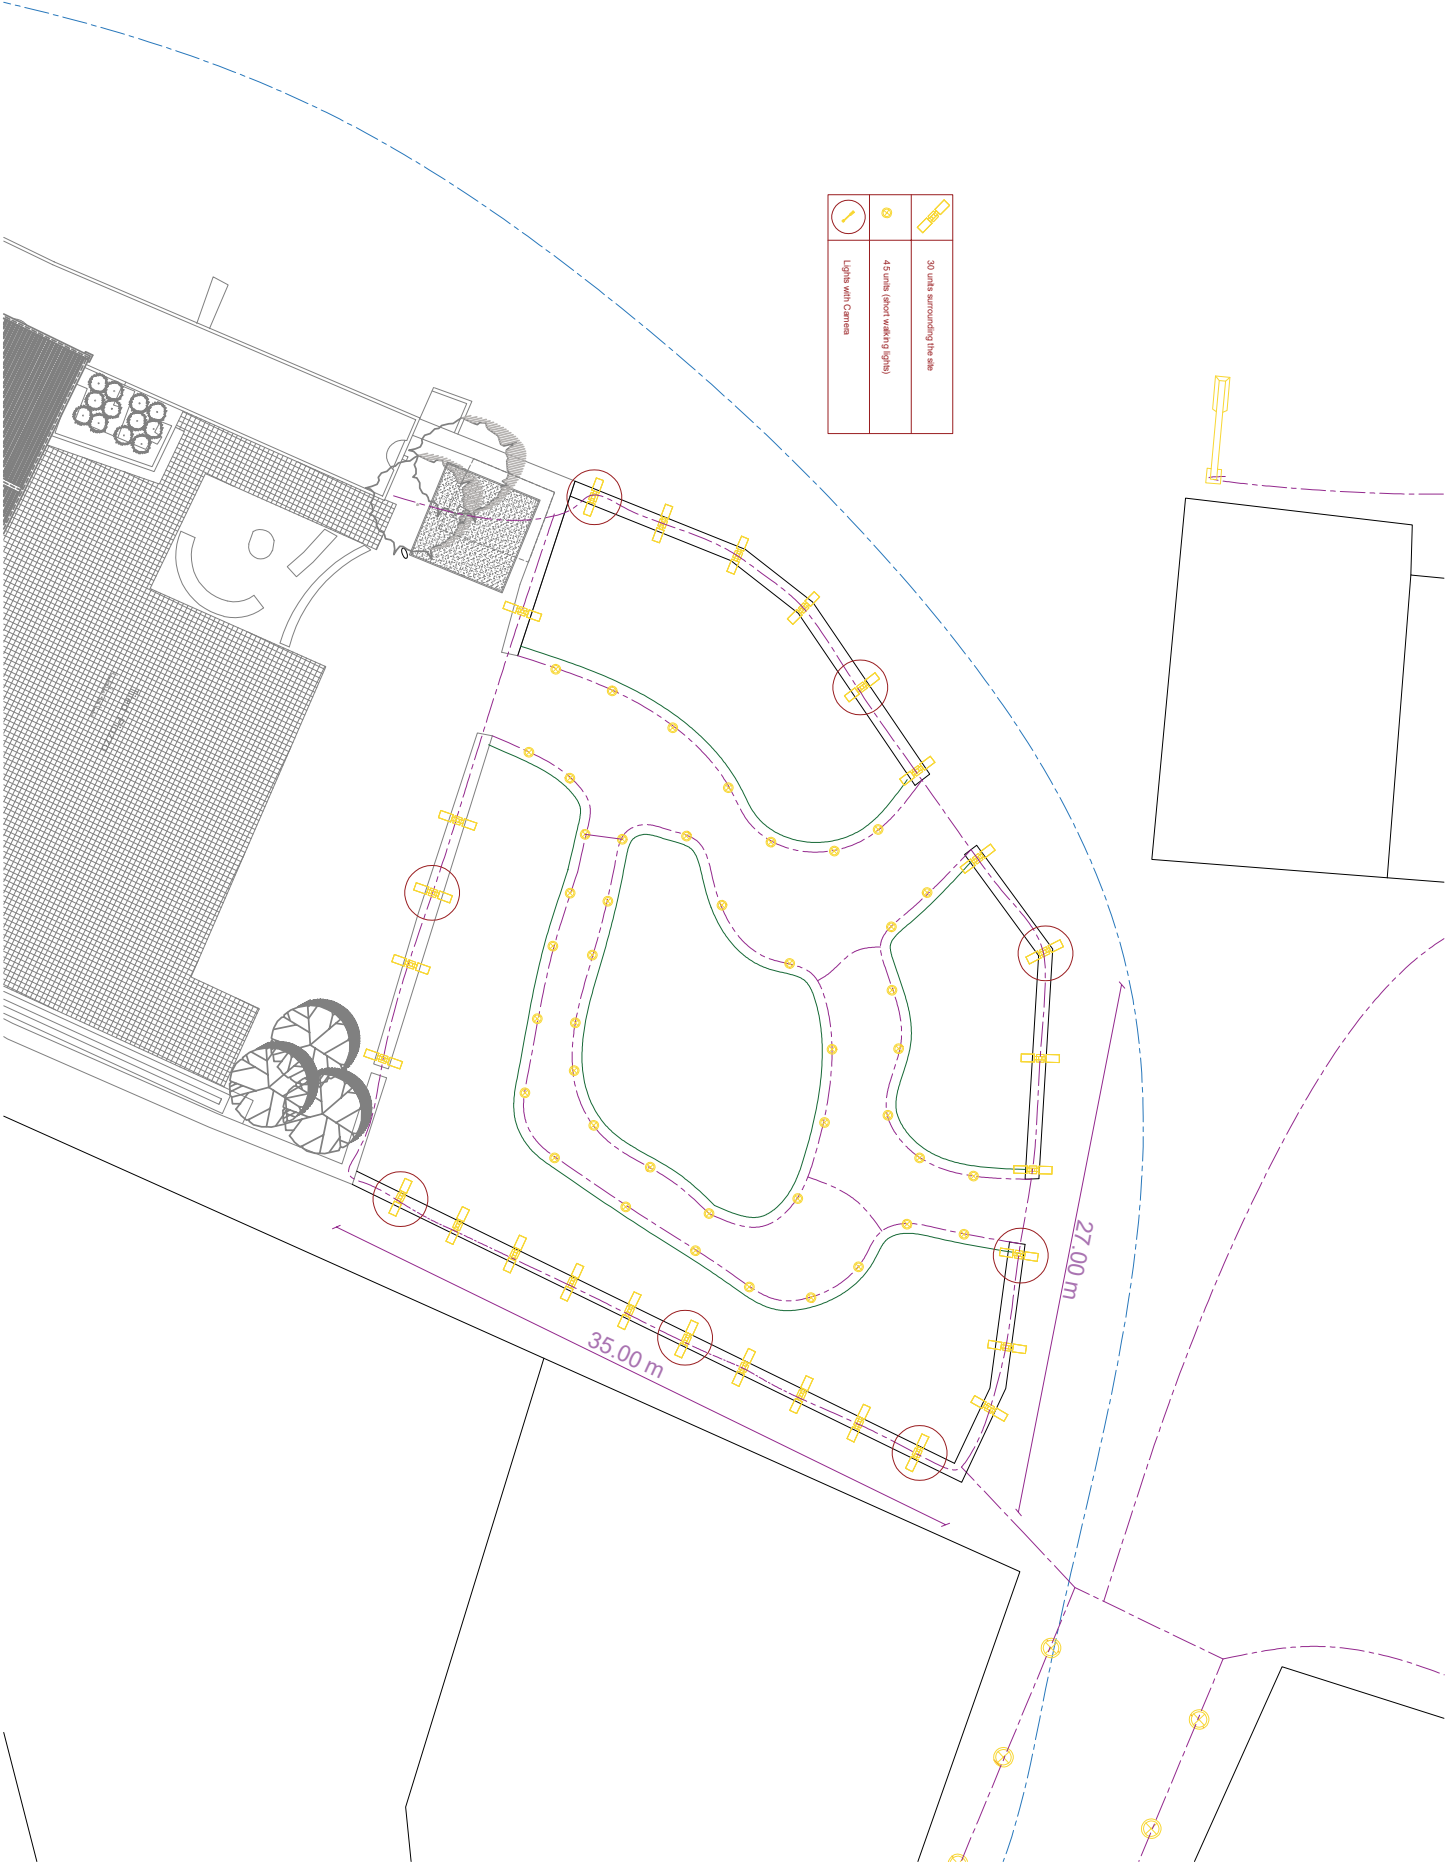 30 units surrounding the site
45 units (short walking lights)
Lights with Camera
27.00 m
35.00 m